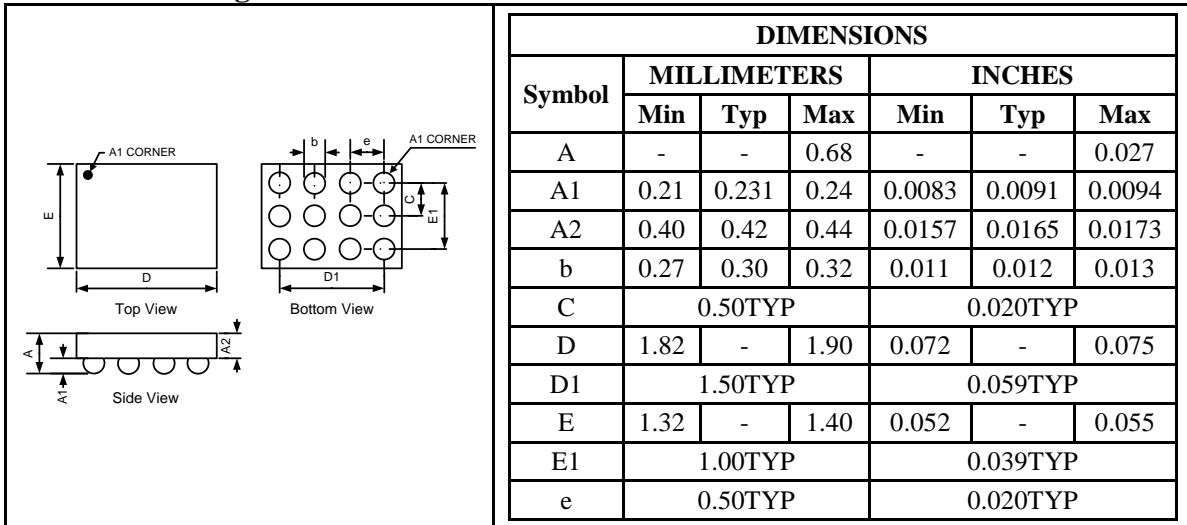 A1 CORNER
E
D
Top View
b
e
A1 CORNER
C
E1
D1
Bottom View
A
A1
A2
Side View
DIMENSIONS
Symbol MILLIMETERS INCHES
Min Typ Max Min Typ Max
A - - 0.68 - - 0.027
A1 0.21 0.231 0.24 0.0083 0.0091 0.0094
A2 0.40 0.42 0.44 0.0157 0.0165 0.0173
b 0.27 0.30 0.32 0.011 0.012 0.013
C 0.50TYP 0.020TYP
D 1.82 - 1.90 0.072 - 0.075
D1 1.50TYP 0.059TYP
E 1.32 - 1.40 0.052 - 0.055
E1 1.00TYP 0.039TYP
e 0.50TYP 0.020TYP